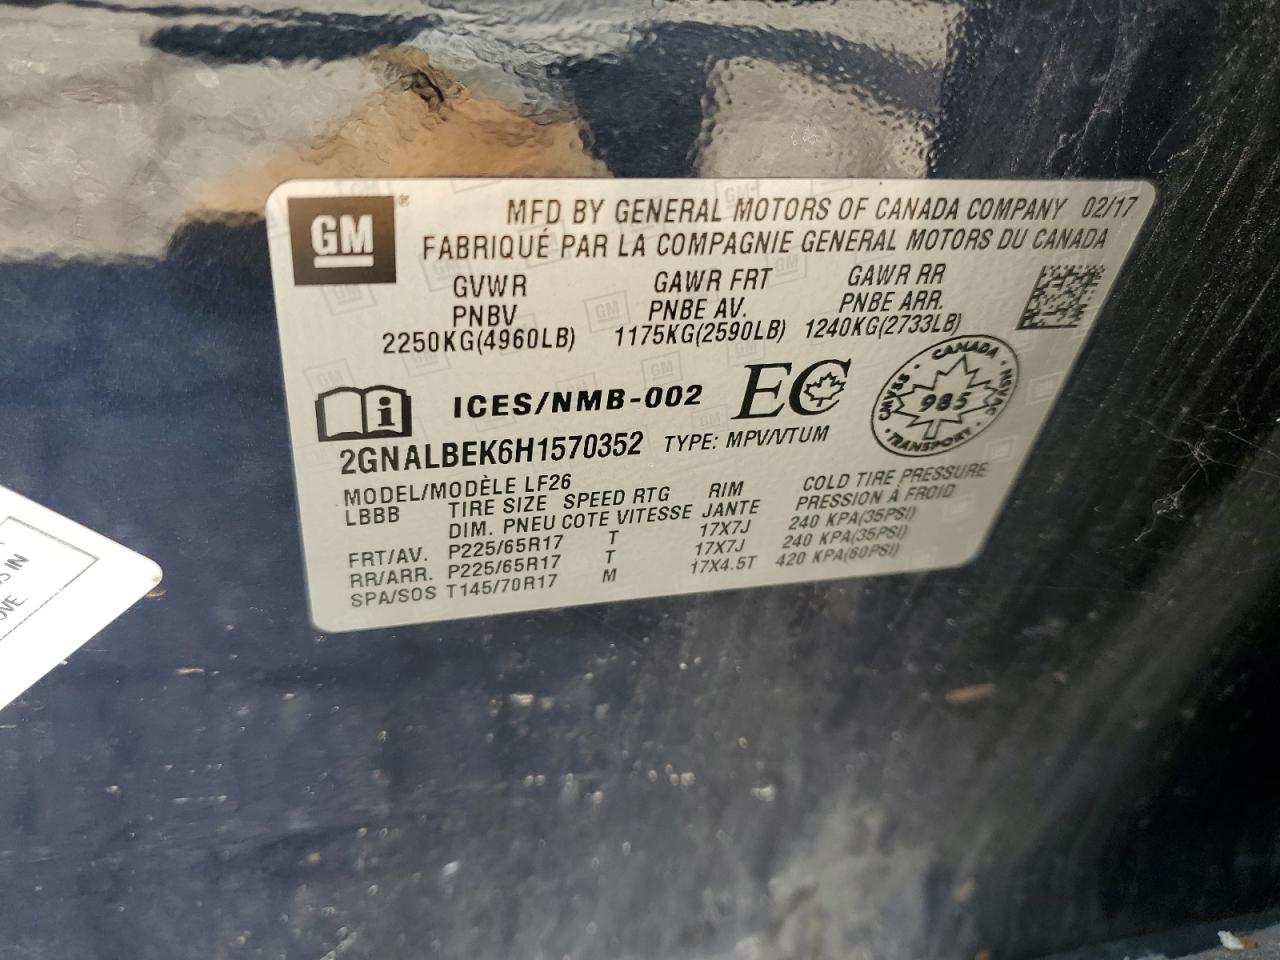 GM
MFD BY GENERAL MOTORS OF CANADA COMPANY 02/17
FABRIQUÉ PAR LA COMPAGNIE GENERAL MOTORS DU CANADA
GVWR GAWR FRT GAWR RR
PNBV PNBE AV. PNBE ARR.
2250KG(4960LB) 1175KG(2590LB) 1240KG(2733LB)
i ICES/NMB-002 EC
CANADA · NSVAC · TRANSPORT · CMVSS ·
985
2GNALBEK6H1570352 TYPE: MPV/VTUM
MODEL/MODÈLE LF26
LBBB TIRE SIZE SPEED RTG RIM COLD TIRE PRESSURE
DIM. PNEU COTE VITESSE JANTE PRESSION À FROID
FRT/AV. P225/65R17 T 17X7J 240 KPA(35PSI)
RR/ARR. P225/65R17 T 17X7J 240 KPA(35PSI)
SPA/SOS T145/70R17 M 17X4.5T 420 KPA(60PSI)
IN